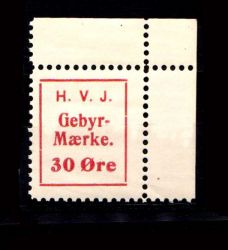 H. V. J.
Gebyr-
Mærke.
30 Øre